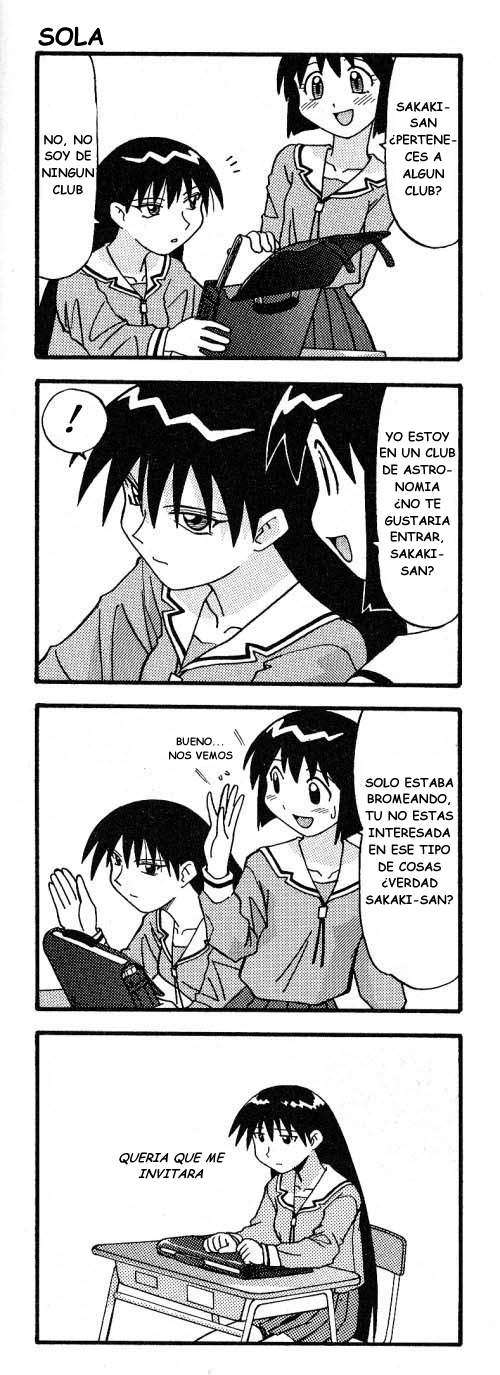 SOLA
SAKAKI-
SAN
¿PERTENE-
CES A
ALGUN
CLUB?
NO, NO
SOY DE
NINGUN
CLUB
YO ESTOY
EN UN CLUB
DE ASTRO-
NOMIA
¿NO TE
GUSTARIA
ENTRAR,
SAKAKI-
SAN?
!
SOLO ESTABA
BROMEANDO,
TU NO ESTAS
INTERESADA
EN ESE TIPO
DE COSAS
¿VERDAD
SAKAKI-SAN?
BUENO...
NOS VEMOS
QUERIA QUE ME
INVITARA